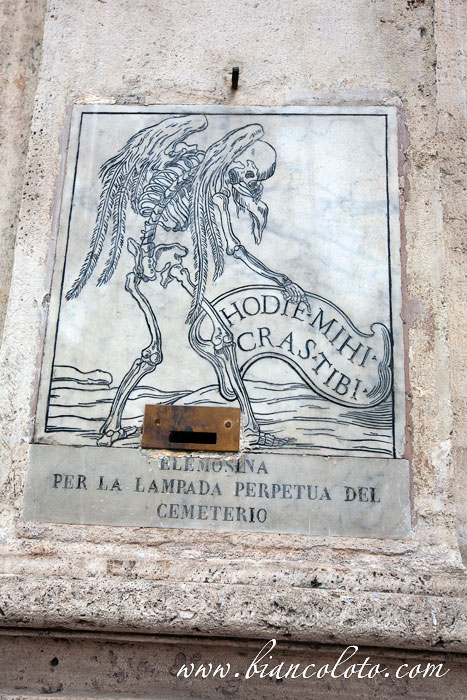 HODIE·MIHI·
CRAS·TIBI·
ELEMOSINA
PER LA LAMPADA PERPETUA DEL
CEMETERIO
www.biancoloto.com